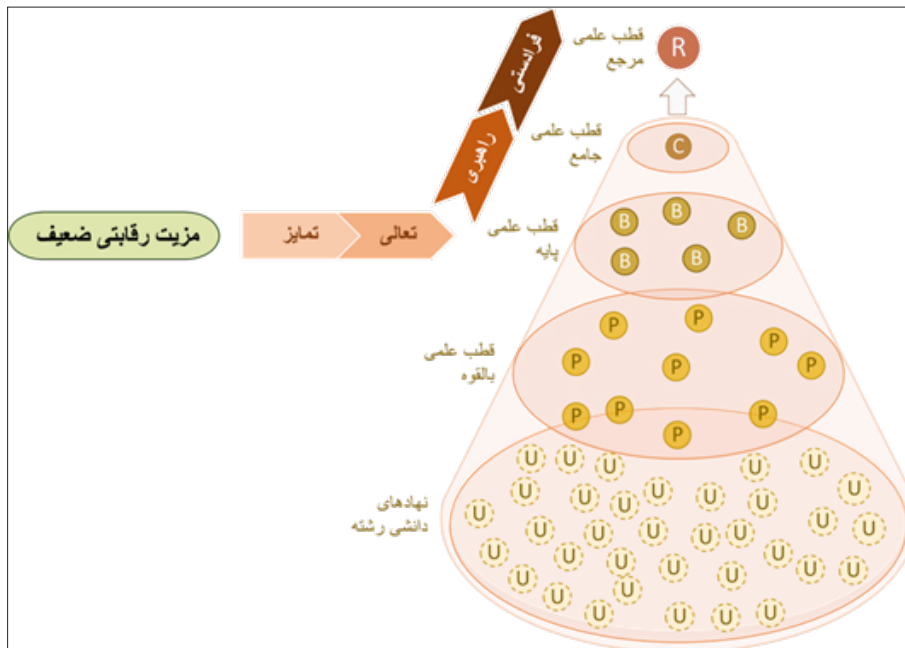 قطب علمی
مرجع
R
فرادستی
قطب علمی
جامع
C
راهبری
مزیت رقابتی ضعیف
تمایز
تعالی
قطب علمی
پایه
B B B
B B
قطب علمی
بالقوه
P P P
P P P
P P P
P
نهادهای
دانشی رشته
U U U U U
U U U U U U U
U U U U U U U U
U U U U U U U U
U U U U U U U